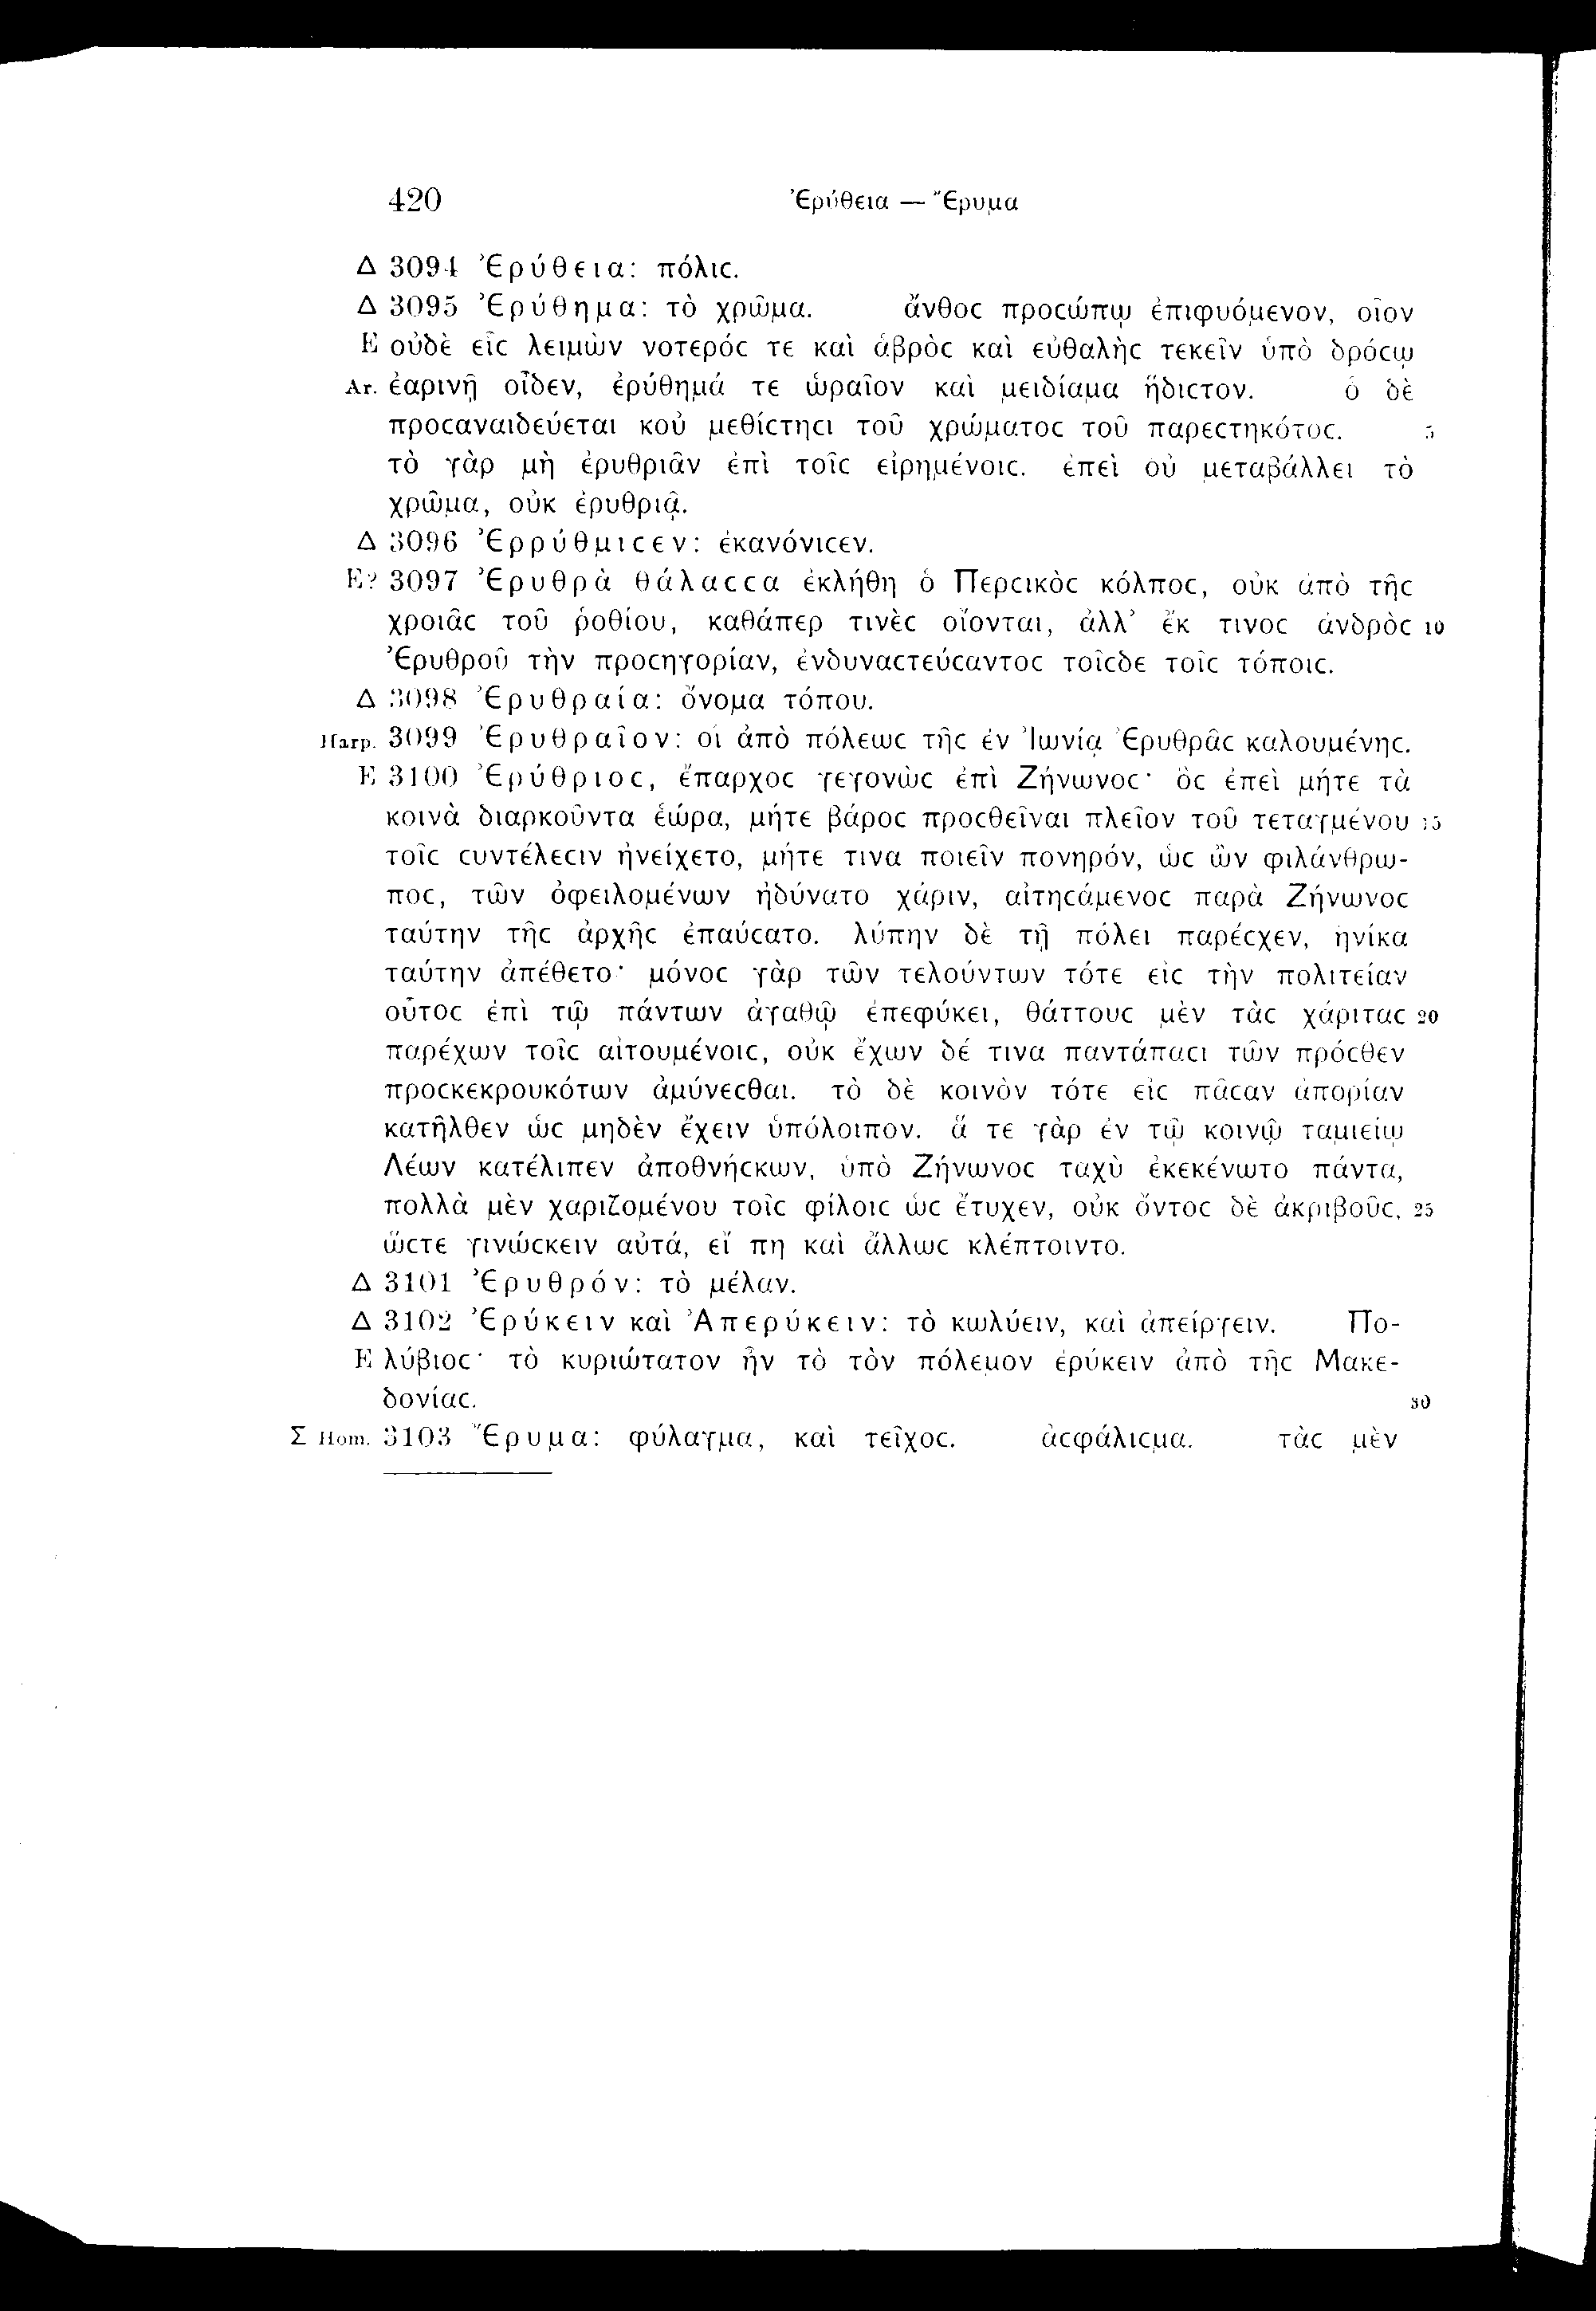 420 Ἐρύθεια — Ἔρυμα
Δ 3094 Ἐρύθεια: πόλιϲ.
Δ 3095 Ἐρύθημα: τὸ χρῶμα. ἄνθοϲ προϲώπῳ ἐπιφυόμενον, οἷον
E οὐδὲ εἷϲ λειμὼν νοτερόϲ τε καὶ ἁβρὸϲ καὶ εὐθαλὴϲ τεκεῖν ὑπὸ δρόϲῳ
Ar. ἐαρινῇ οἶδεν, ἐρύθημά τε ὡραῖον καὶ μειδίαμα ἥδιϲτον. ὁ δὲ
προϲαναιδεύεται κοὐ μεθίϲτηϲι τοῦ χρώματοϲ τοῦ παρεϲτηκότοϲ. 5
τὸ γὰρ μὴ ἐρυθριᾶν ἐπὶ τοῖϲ εἰρημένοιϲ. ἐπεὶ οὐ μεταβάλλει τὸ
χρῶμα, οὐκ ἐρυθριᾷ.
Δ 3096 Ἐρρύθμιϲεν: ἐκανόνιϲεν.
E? 3097 Ἐρυθρὰ θάλαϲϲα ἐκλήθη ὁ Περϲικὸϲ κόλποϲ, οὐκ ἀπὸ τῆϲ
χροιᾶϲ τοῦ ῥοθίου, καθάπερ τινὲϲ οἴονται, ἀλλ’ ἔκ τινοϲ ἀνδρὸϲ 10
Ἐρυθροῦ τὴν προϲηγορίαν, ἐνδυναϲτεύϲαντοϲ τοῖϲδε τοῖϲ τόποιϲ.
Δ 3098 Ἐρυθραία: ὄνομα τόπου.
Harp. 3099 Ἐρυθραῖον: οἱ ἀπὸ πόλεωϲ τῆϲ ἐν Ἰωνίᾳ Ἐρυθρᾶϲ καλουμένηϲ.
E 3100 Ἐρύθριοϲ, ἔπαρχοϲ γεγονὼϲ ἐπὶ Ζήνωνοϲ· ὃϲ ἐπεὶ μήτε τὰ
κοινὰ διαρκοῦντα ἑώρα, μήτε βάροϲ προϲθεῖναι πλεῖον τοῦ τεταγμένου 15
τοῖϲ ϲυντέλεϲιν ἠνείχετο, μήτε τινα ποιεῖν πονηρόν, ὡϲ ὢν φιλάνθρω-
ποϲ, τῶν ὀφειλομένων ἠδύνατο χάριν, αἰτηϲάμενοϲ παρὰ Ζήνωνοϲ
ταύτην τῆϲ ἀρχῆϲ ἐπαύϲατο. λύπην δὲ τῇ πόλει παρέϲχεν, ἡνίκα
ταύτην ἀπέθετο· μόνοϲ γὰρ τῶν τελούντων τότε εἰϲ τὴν πολιτείαν
οὗτοϲ ἐπὶ τῷ πάντων ἀγαθῷ ἐπεφύκει, θάττουϲ μὲν τὰϲ χάριταϲ 20
παρέχων τοῖϲ αἰτουμένοιϲ, οὐκ ἔχων δέ τινα παντάπαϲι τῶν πρόϲθεν
προϲκεκρουκότων ἀμύνεϲθαι. τὸ δὲ κοινὸν τότε εἰϲ πᾶϲαν ἀπορίαν
κατῆλθεν ὡϲ μηδὲν ἔχειν ὑπόλοιπον. ἅ τε γὰρ ἐν τῷ κοινῷ ταμιείῳ
Λέων κατέλιπεν ἀποθνήϲκων, ὑπὸ Ζήνωνοϲ ταχὺ ἐκεκένωτο πάντα,
πολλὰ μὲν χαριζομένου τοῖϲ φίλοιϲ ὡϲ ἔτυχεν, οὐκ ὄντοϲ δὲ ἀκριβοῦϲ, 25
ὥϲτε γινώϲκειν αὐτά, εἴ πη καὶ ἄλλωϲ κλέπτοιντο.
Δ 3101 Ἐρυθρόν: τὸ μέλαν.
Δ 3102 Ἐρύκειν καὶ Ἀπερύκειν: τὸ κωλύειν, καὶ ἀπείργειν. Πο-
E λύβιοϲ· τὸ κυριώτατον ἦν τὸ τὸν πόλεμον ἐρύκειν ἀπὸ τῆϲ Μακε-
δονίαϲ. 30
Σ Hom. 3103 Ἔρυμα: φύλαγμα, καὶ τεῖχοϲ. ἀϲφάλιϲμα. τὰϲ μὲν